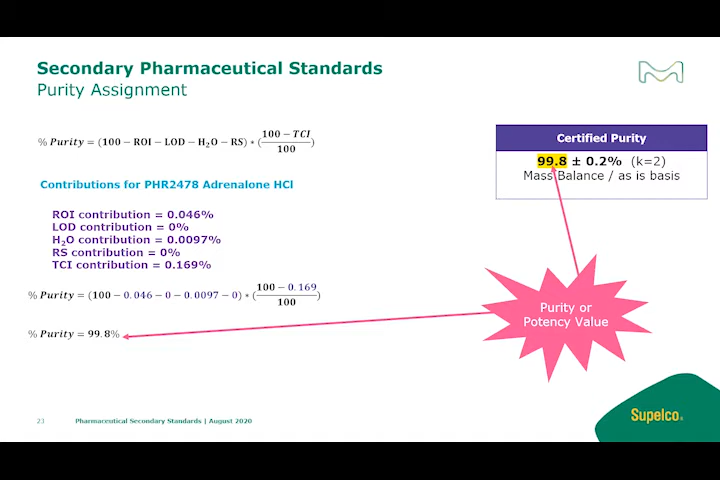 Secondary Pharmaceutical Standards
Purity Assignment
% Purity = (100 − ROI − LOD − H₂O − RS) * (100 − TCI / 100)
Certified Purity
99.8 ± 0.2% (k=2)
Mass Balance / as is basis
Contributions for PHR2478 Adrenalone HCl
ROI contribution = 0.046%
LOD contribution = 0%
H₂O contribution = 0.0097%
RS contribution = 0%
TCI contribution = 0.169%
% Purity = (100 − 0.046 − 0 − 0.0097 − 0) * (100 − 0.169 / 100)
% Purity = 99.8%
Purity or
Potency Value
23 Pharmaceutical Secondary Standards | August 2020
Supelco®